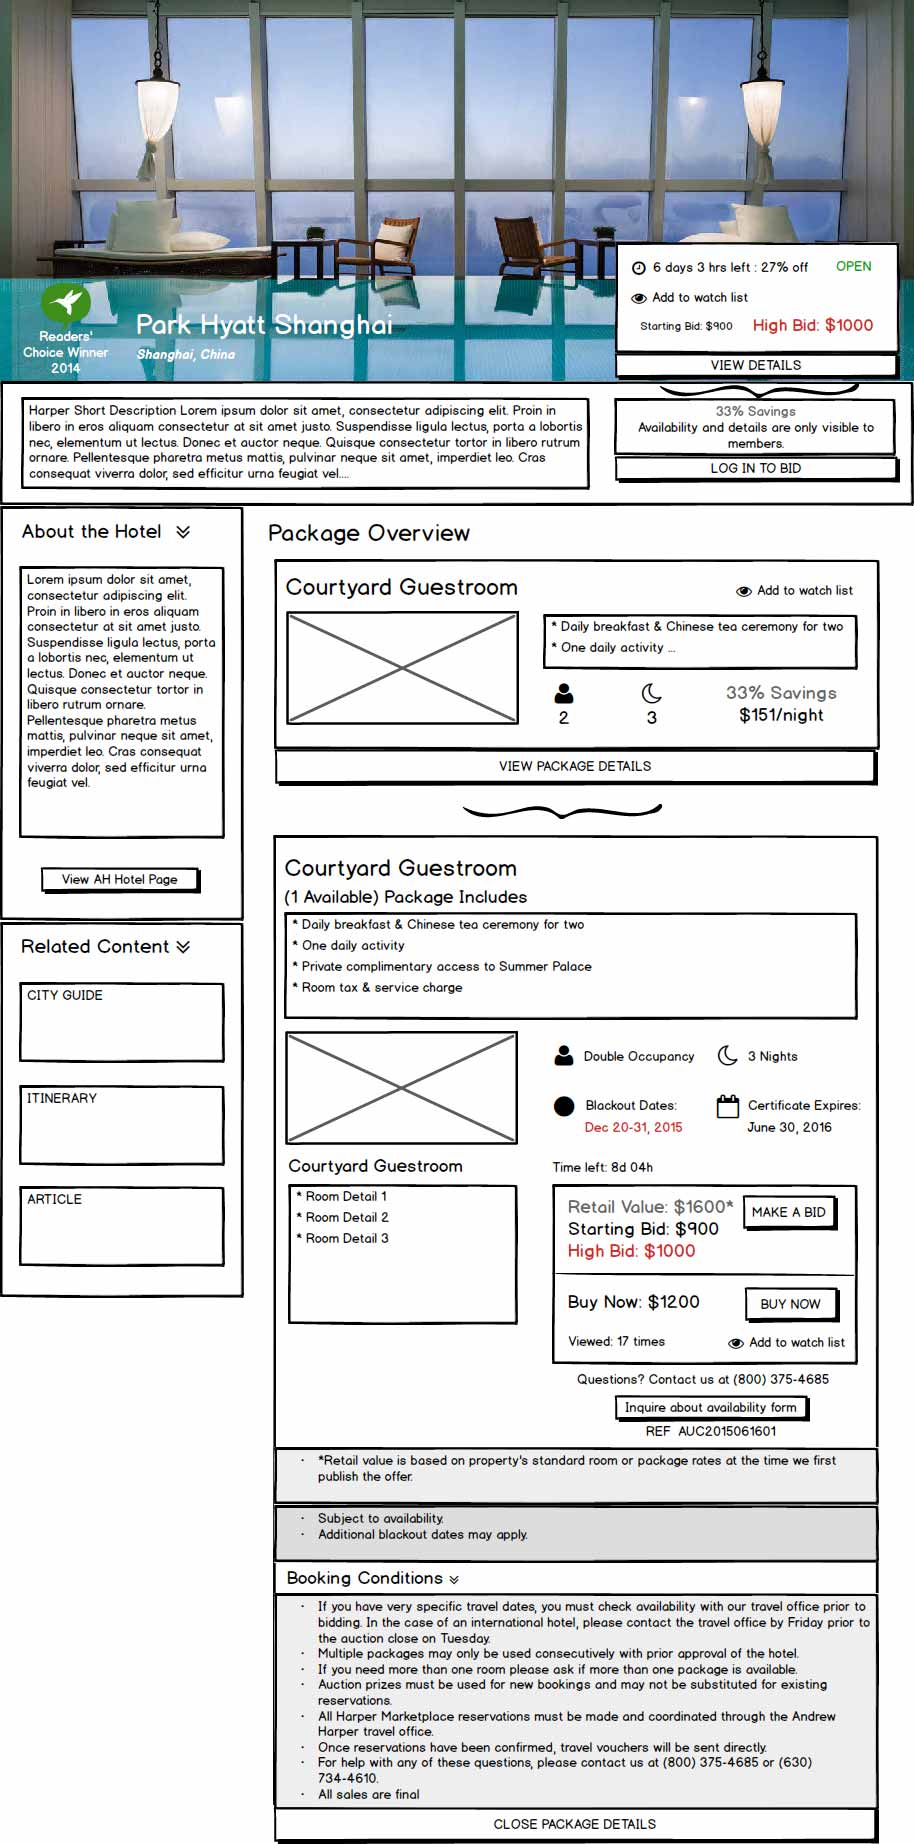 6 days 3 hrs left : 27% off OPEN
Add to watch list
Starting Bid: $900 High Bid: $1000
VIEW DETAILS
Readers'
Choice Winner
2014
Park Hyatt Shanghai
Shanghai, China
Harper Short Description Lorem ipsum dolor sit amet, consectetur adipiscing elit. Proin in
libero in eros aliquam consectetur at sit amet justo. Suspendisse ligula lectus, porta a lobortis
nec, elementum ut lectus. Donec et auctor neque. Quisque consectetur tortor in libero rutrum
ornare. Pellentesque pharetra metus mattis, pulvinar neque sit amet, imperdiet leo. Cras
consequat viverra dolor, sed efficitur urna feugiat vel....
33% Savings
Availability and details are only visible to
members.
LOG IN TO BID
About the Hotel
Lorem ipsum dolor sit amet,
consectetur adipiscing elit.
Proin in libero in eros aliquam
consectetur at sit amet justo.
Suspendisse ligula lectus, porta
a lobortis nec, elementum ut
lectus. Donec et auctor neque.
Quisque consectetur tortor in
libero rutrum ornare.
Pellentesque pharetra metus
mattis, pulvinar neque sit amet,
imperdiet leo. Cras consequat
viverra dolor, sed efficitur urna
feugiat vel.
View AH Hotel Page
Related Content
CITY GUIDE
ITINERARY
ARTICLE
Package Overview
Courtyard Guestroom
Add to watch list
* Daily breakfast & Chinese tea ceremony for two
* One daily activity ...
2 3
33% Savings
$151/night
VIEW PACKAGE DETAILS
Courtyard Guestroom
(1 Available) Package Includes
* Daily breakfast & Chinese tea ceremony for two
* One daily activity
* Private complimentary access to Summer Palace
* Room tax & service charge
Double Occupancy 3 Nights
Blackout Dates: Certificate Expires:
Dec 20-31, 2015 June 30, 2016
Courtyard Guestroom
* Room Detail 1
* Room Detail 2
* Room Detail 3
Time left: 8d 04h
Retail Value: $1600* MAKE A BID
Starting Bid: $900
High Bid: $1000
Buy Now: $1200 BUY NOW
Viewed: 17 times Add to watch list
Questions? Contact us at (800) 375-4685
Inquire about availability form
REF AUC2015061601
· *Retail value is based on property's standard room or package rates at the time we first
publish the offer.
· Subject to availability.
· Additional blackout dates may apply.
Booking Conditions
· If you have very specific travel dates, you must check availability with our travel office prior to
bidding. In the case of an international hotel, please contact the travel office by Friday prior to
the auction close on Tuesday.
· Multiple packages may only be used consecutively with prior approval of the hotel.
· If you need more than one room please ask if more than one package is available.
· Auction prizes must be used for new bookings and may not be substituted for existing
reservations.
· All Harper Marketplace reservations must be made and coordinated through the Andrew
Harper travel office.
· Once reservations have been confirmed, travel vouchers will be sent directly.
· For help with any of these questions, please contact us at (800) 375-4685 or (630)
734-4610.
· All sales are final
CLOSE PACKAGE DETAILS